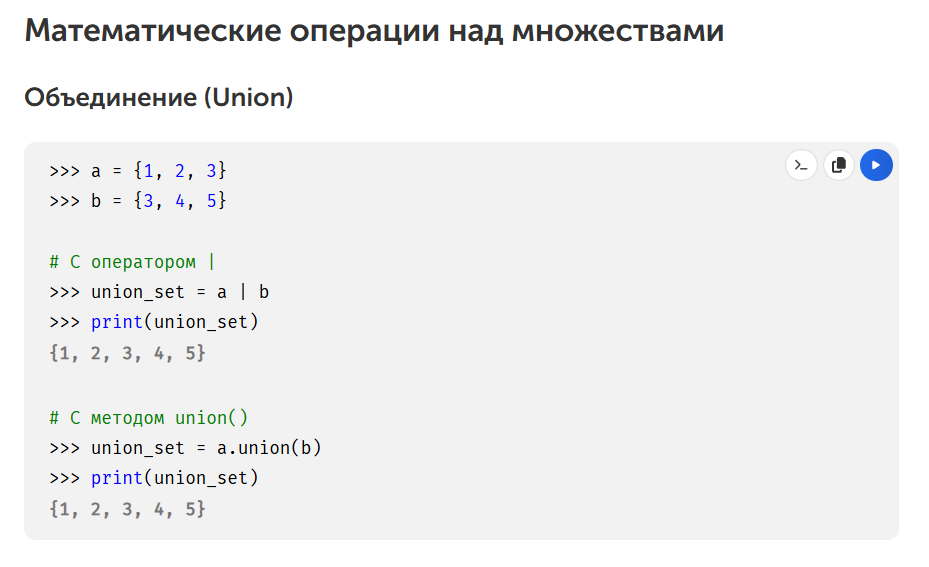 Математические операции над множествами
Объединение (Union)
>>> a = {1, 2, 3}
>>> b = {3, 4, 5}
# С оператором |
>>> union_set = a | b
>>> print(union_set)
{1, 2, 3, 4, 5}
# С методом union()
>>> union_set = a.union(b)
>>> print(union_set)
{1, 2, 3, 4, 5}